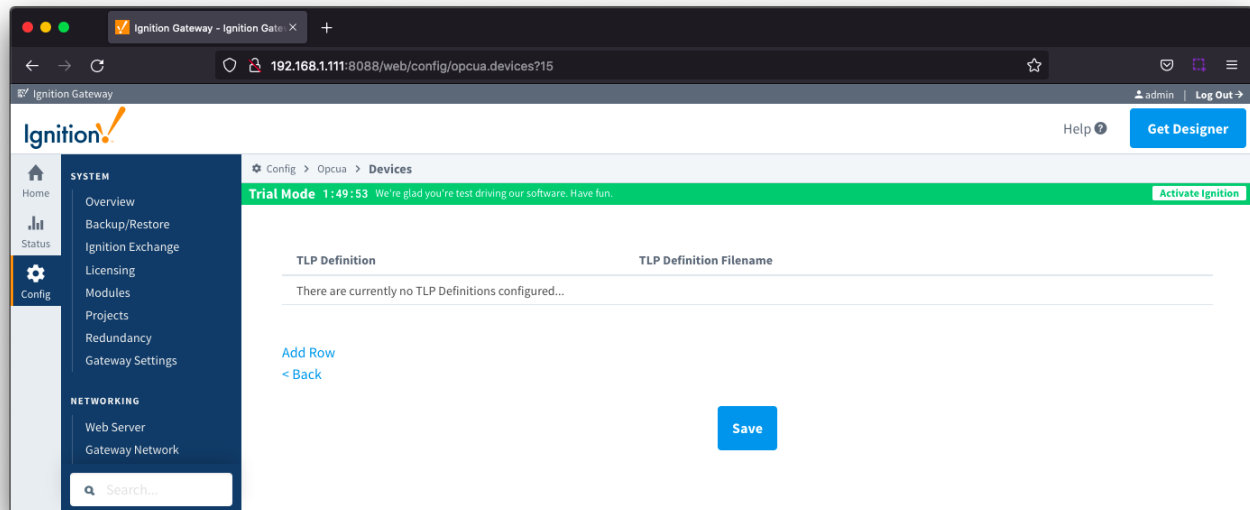 Ignition Gateway - Ignition Gate
192.168.1.111:8088/web/config/opcua.devices?15
Ignition Gateway
admin | Log Out
Ignition!
Help
Get Designer
Home
Status
Config
SYSTEM
Overview
Backup/Restore
Ignition Exchange
Licensing
Modules
Projects
Redundancy
Gateway Settings
NETWORKING
Web Server
Gateway Network
Search...
Config > Opcua > Devices
Trial Mode 1:49:53 We're glad you're test driving our software. Have fun.
Activate Ignition
TLP Definition TLP Definition Filename
There are currently no TLP Definitions configured...
Add Row
< Back
Save